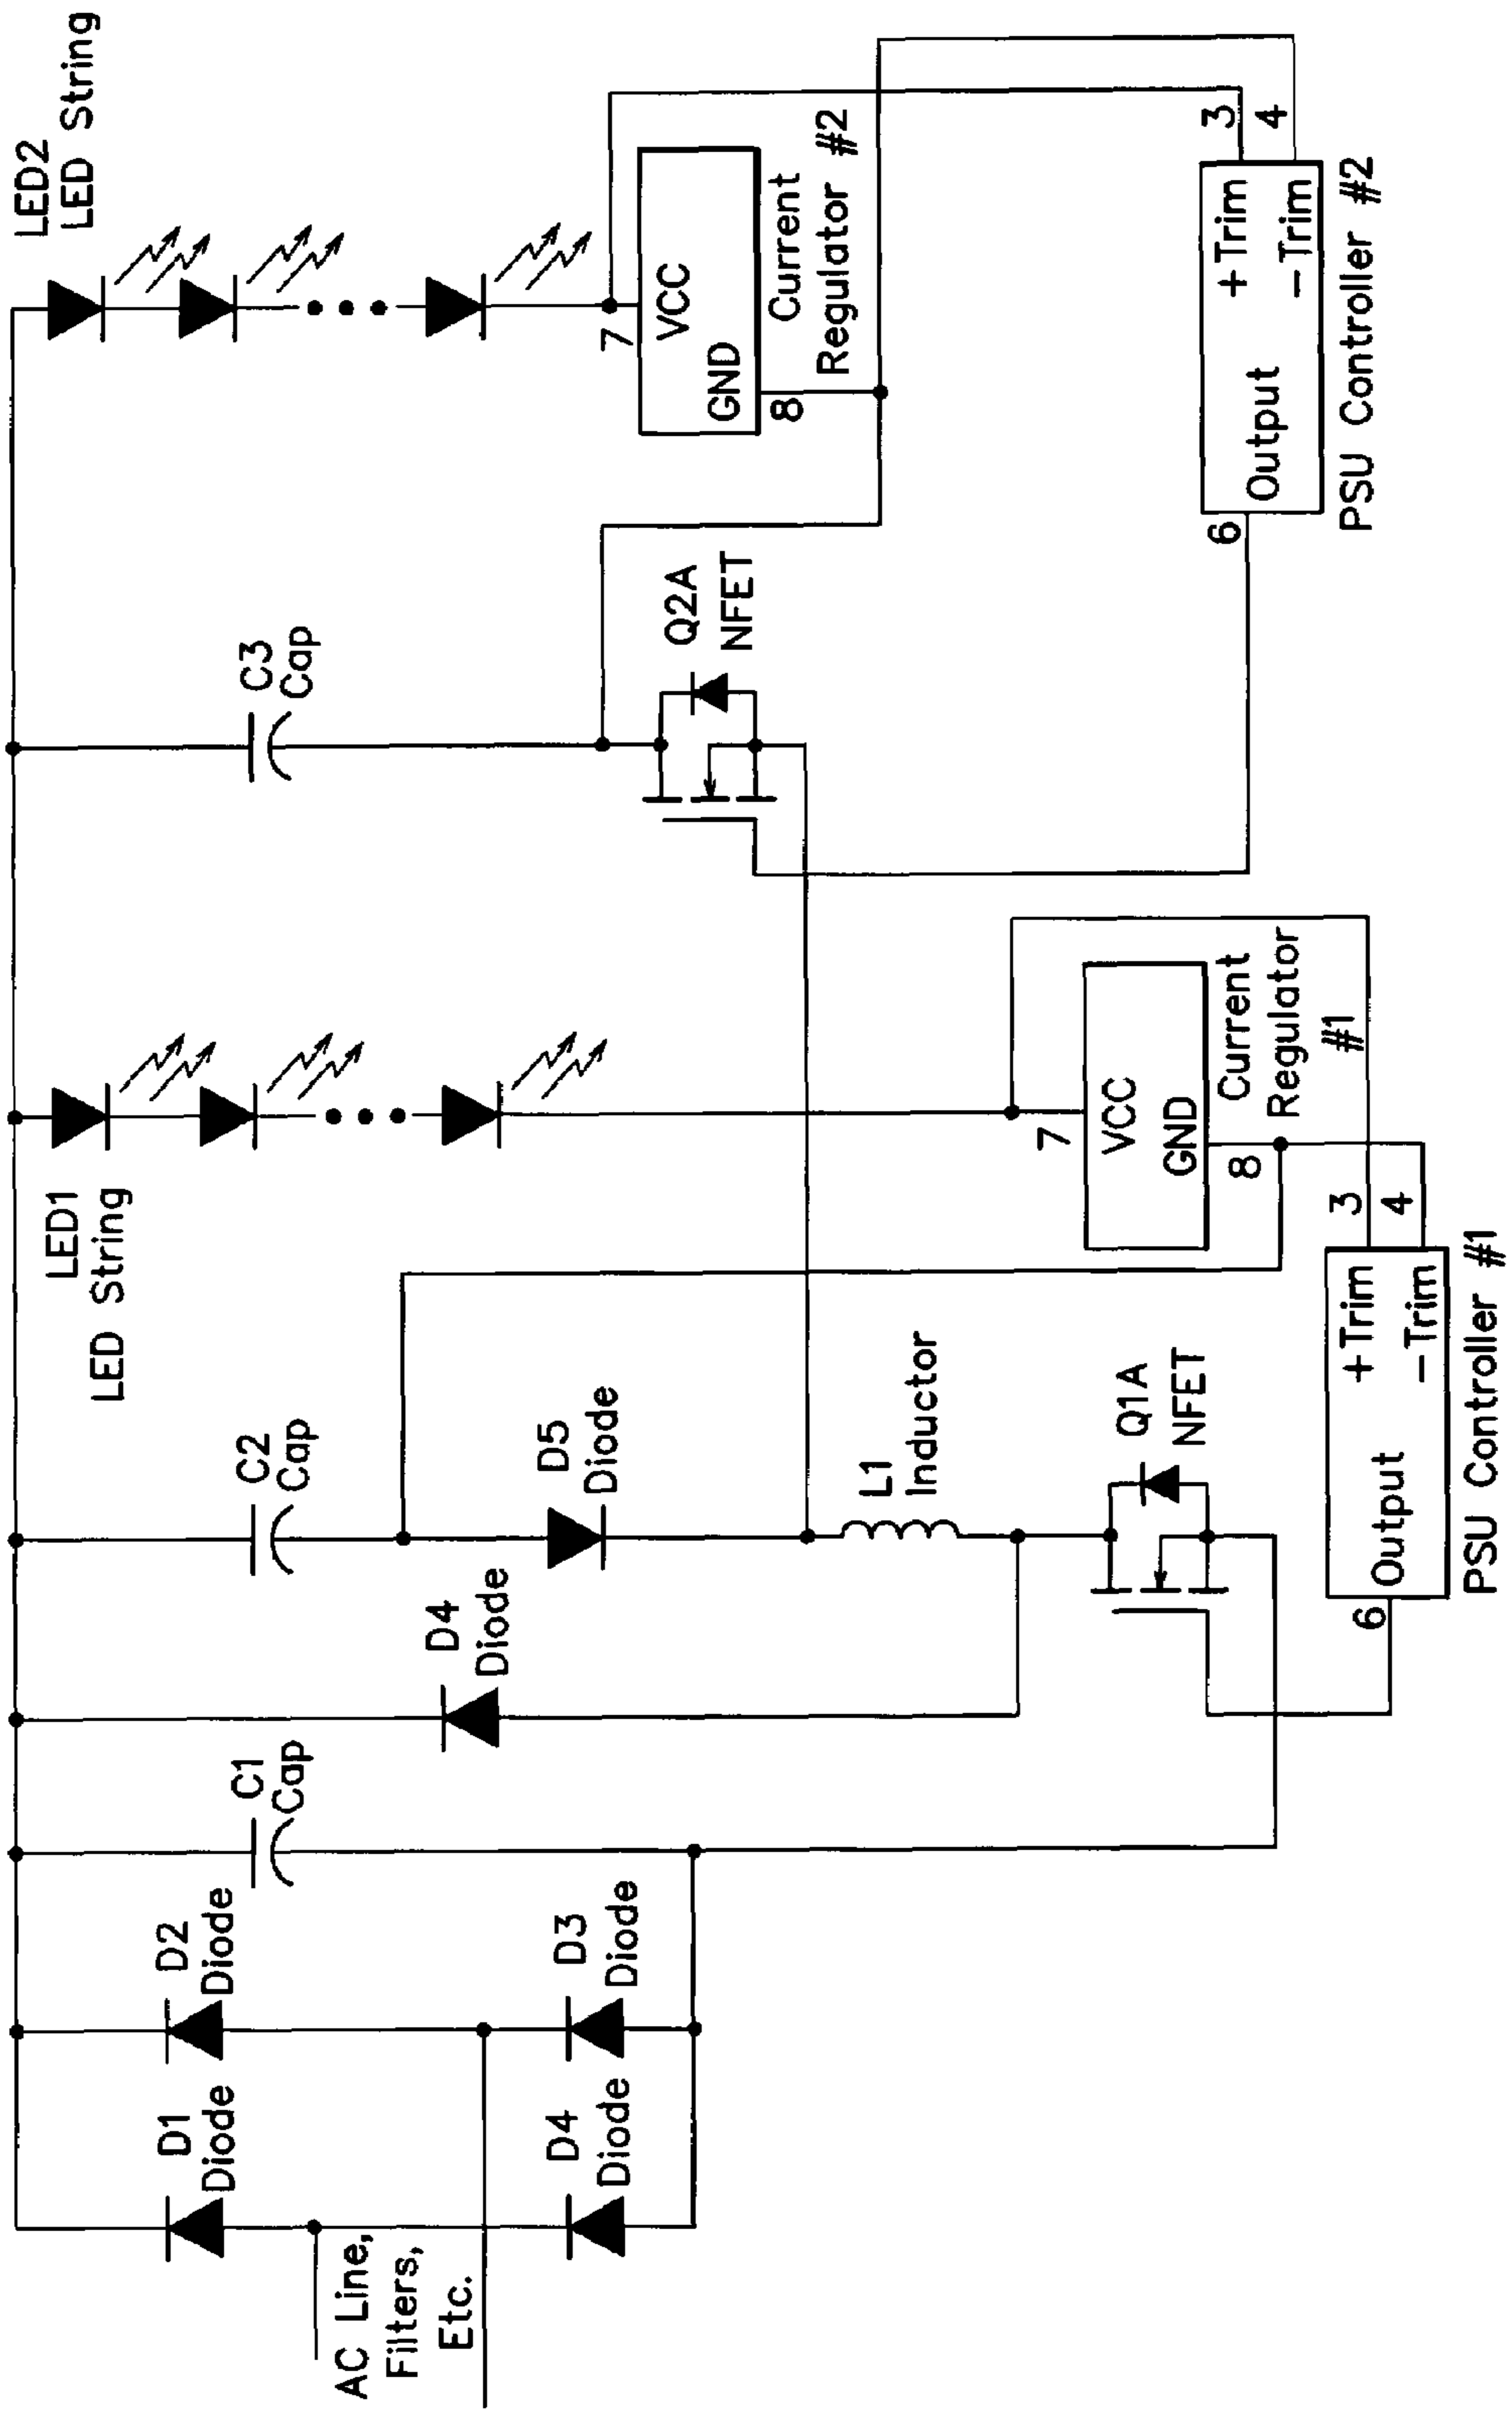 AC Line,
Filters,
Etc.
D1
Diode
D2
Diode
D4
Diode
D3
Diode
C1
Cap
D4
Diode
C2
Cap
D5
Diode
L1
Inductor
Q1A
NFET
6
Output
+Trim
-Trim
3
4
PSU Controller #1
LED1
LED String
7
VCC
GND
8
Current
Regulator
#1
C3
Cap
Q2A
NFET
LED2
LED String
7
VCC
GND
8
Current
Regulator #2
6
Output
+Trim
-Trim
3
4
PSU Controller #2